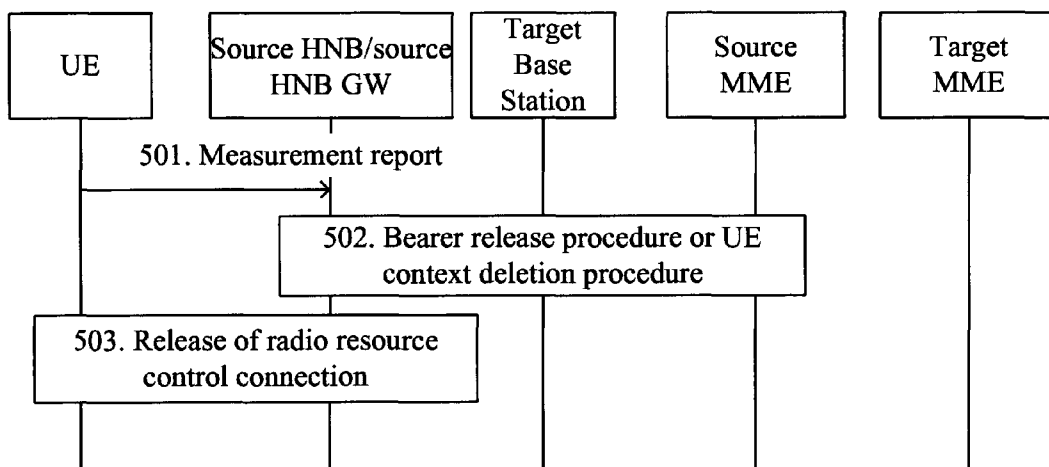 UE
Source HNB/source
HNB GW
Target
Base
Station
Source
MME
Target
MME
501. Measurement report
502. Bearer release procedure or UE
context deletion procedure
503. Release of radio resource
control connection